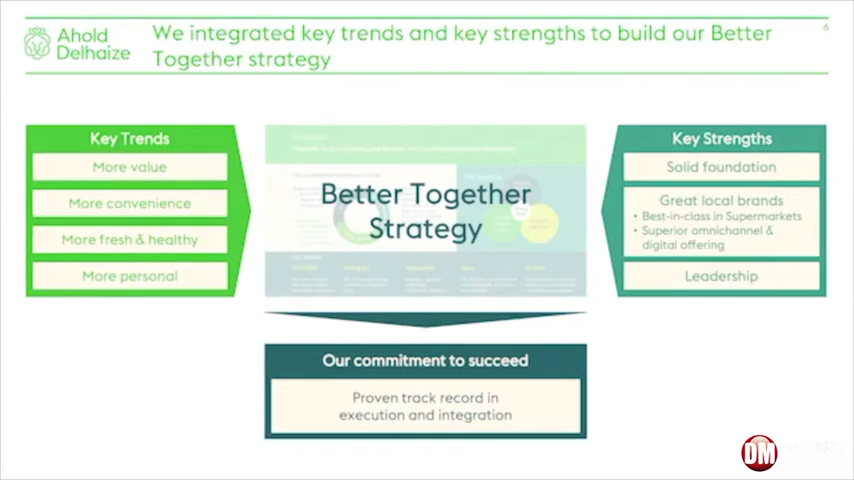 Ahold
Delhaize
We integrated key trends and key strengths to build our Better
Together strategy
6
Key Trends
More value
More convenience
More fresh & healthy
More personal
Better Together
Strategy
Key Strengths
Solid foundation
Great local brands
• Best-in-class in Supermarkets
• Superior omnichannel &
digital offering
Leadership
Our commitment to succeed
Proven track record in
execution and integration
DM